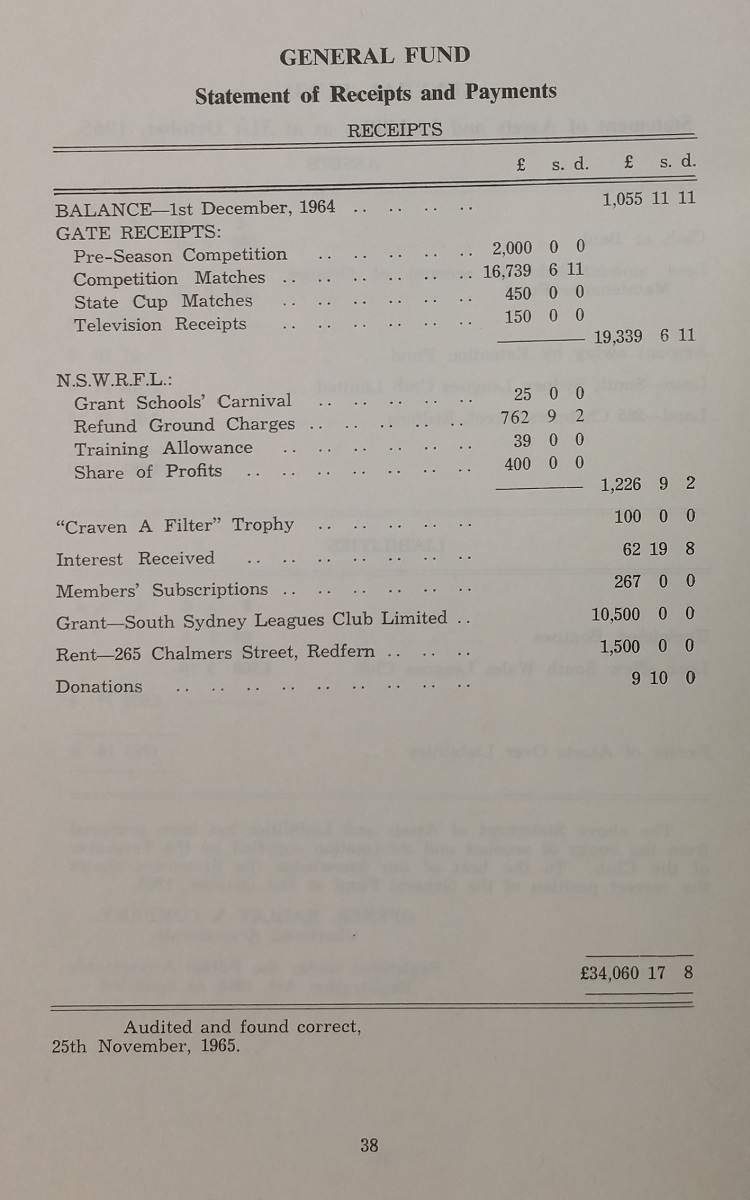 GENERAL FUND
Statement of Receipts and Payments
RECEIPTS
£ s. d. £ s. d.
BALANCE—1st December, 1964 .. .. .. .. 1,055 11 11
GATE RECEIPTS:
Pre-Season Competition .. .. .. .. .. 2,000 0 0
Competition Matches .. .. .. .. .. .. 16,739 6 11
State Cup Matches .. .. .. .. .. .. 450 0 0
Television Receipts .. .. .. .. .. .. 150 0 0
19,339 6 11
N.S.W.R.F.L.:
Grant Schools' Carnival .. .. .. .. .. 25 0 0
Refund Ground Charges .. .. .. .. .. 762 9 2
Training Allowance .. .. .. .. .. .. 39 0 0
Share of Profits .. .. .. .. .. .. .. 400 0 0
1,226 9 2
"Craven A Filter" Trophy .. .. .. .. .. 100 0 0
Interest Received .. .. .. .. .. .. .. 62 19 8
Members' Subscriptions .. .. .. .. .. .. 267 0 0
Grant—South Sydney Leagues Club Limited .. 10,500 0 0
Rent—265 Chalmers Street, Redfern .. .. .. 1,500 0 0
Donations .. .. .. .. .. .. .. .. .. 9 10 0
£34,060 17 8
Audited and found correct,
25th November, 1965.
38